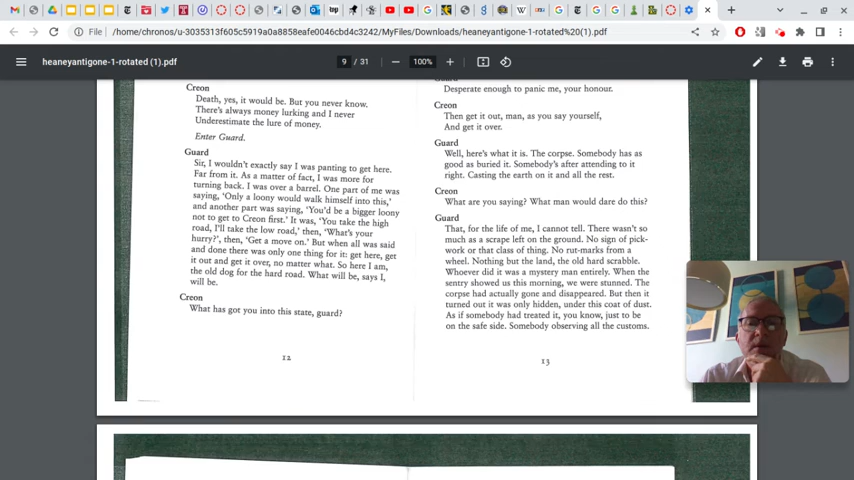 File
/home/chronos/u-3035313f605c5919a0a8858eafe0046cbd4c3242/MyFiles/Downloads/heaneyantigone-1-rotated%20(1).pdf
heaneyantigone-1-rotated (1).pdf
9 / 31
100%
Creon
Death, yes, it would be. But you never know.
There's always money lurking and I never
Underestimate the lure of money.
Enter Guard.
Guard
Sir, I wouldn't exactly say I was panting to get here.
Far from it. As a matter of fact, I was more for
turning back. I was over a barrel. One part of me was
saying, 'Only a loony would walk himself into this,'
and another part was saying, 'You'd be a bigger loony
not to get to Creon first.' It was, 'You take the high
road, I'll take the low road,' then, 'What's your
hurry?', then, 'Get a move on.' But when all was said
and done there was only one thing for it: get here, get
it out and get it over, no matter what. So here I am,
the old dog for the hard road. What will be, says I,
will be.
Creon
What has got you into this state, guard?
12
Guard
Desperate enough to panic me, your honour.
Creon
Then get it out, man, as you say yourself,
And get it over.
Guard
Well, here's what it is. The corpse. Somebody has as
good as buried it. Somebody's after attending to it
right. Casting the earth on it and all the rest.
Creon
What are you saying? What man would dare do this?
Guard
That, for the life of me, I cannot tell. There wasn't so
much as a scrape left on the ground. No sign of pick-
work or that class of thing. No rut-marks from a
wheel. Nothing but the land, the old hard scrabble.
Whoever did it was a mystery man entirely. When the
sentry showed us this morning, we were stunned. The
corpse had actually gone and disappeared. But then it
turned out it was only hidden, under this coat of dust.
As if somebody had treated it, you know, just to be
on the safe side. Somebody observing all the customs.
13